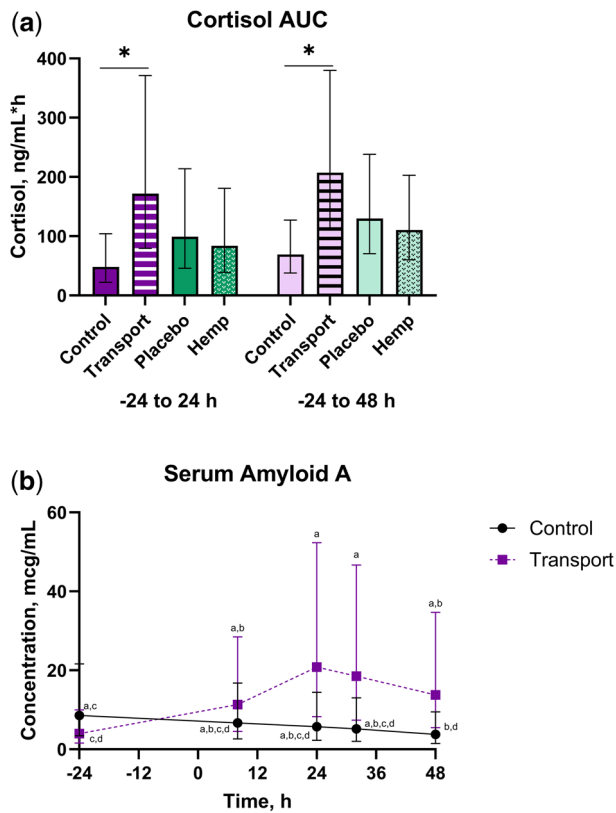 (a)
Cortisol AUC
Cortisol, ng/mL*h
400
300
200
100
0
* *
Control Transport Placebo Hemp Control Transport Placebo Hemp
-24 to 24 h -24 to 48 h
(b)
Serum Amyloid A
Concentration, mcg/mL
60
40
20
0
a,c
c,d
a,b
a,b,c,d
a
a,b,c,d
a
a,b,c,d
a,b
b,d
Control
Transport
-24 -12 0 12 24 36 48
Time, h